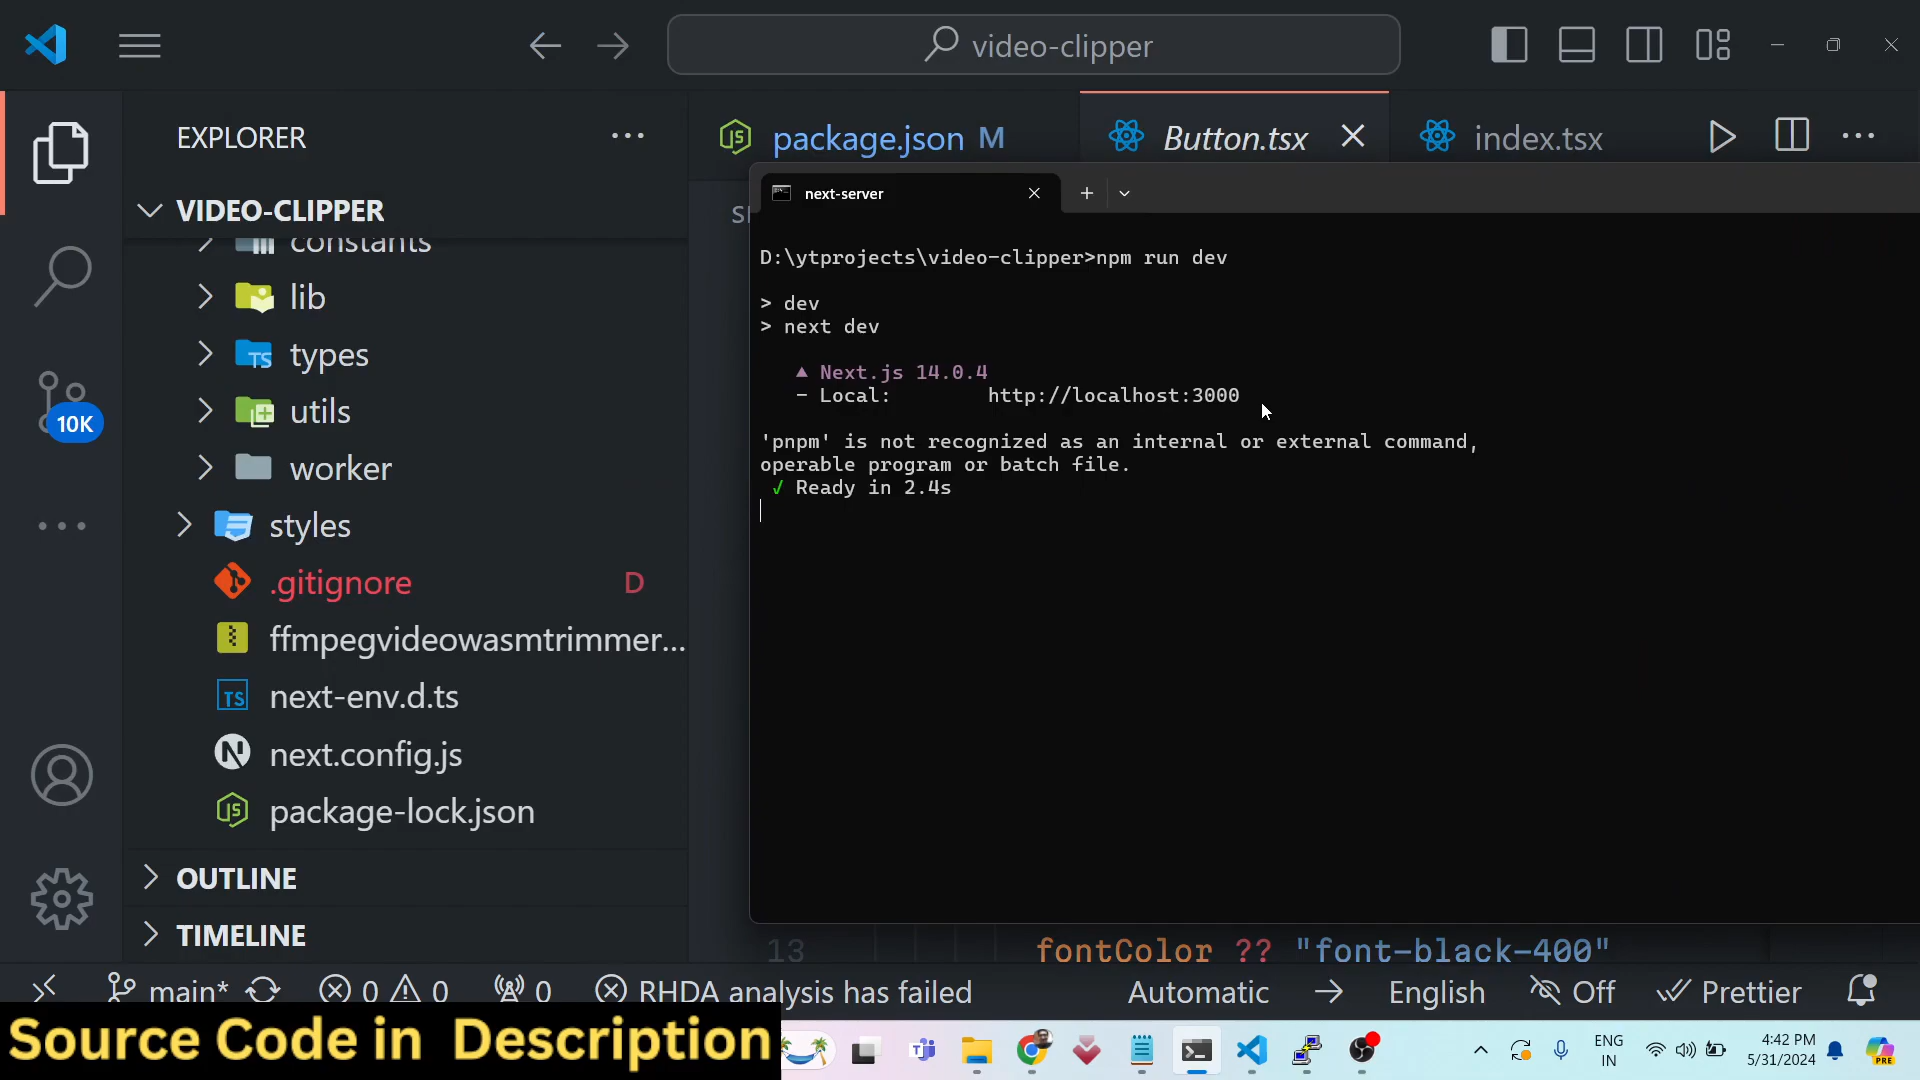 video-clipper
EXPLORER
package.json M
Button.tsx
index.tsx
VIDEO-CLIPPER
next-server
constants
lib
types
utils
worker
styles
.gitignore D
ffmpegvideowasmtrimmer...
next-env.d.ts
next.config.js
package-lock.json
OUTLINE
TIMELINE
10K
D:\ytprojects\video-clipper>npm run dev
> dev
> next dev
▲ Next.js 14.0.4
- Local: http://localhost:3000
'pnpm' is not recognized as an internal or external command,
operable program or batch file.
√ Ready in 2.4s
13 fontColor ?? "font-black-400"
main* 0 0 0 RHDA analysis has failed Automatic → English Off Prettier
Source Code in Description
ENG
IN
4:42 PM
5/31/2024
PRE